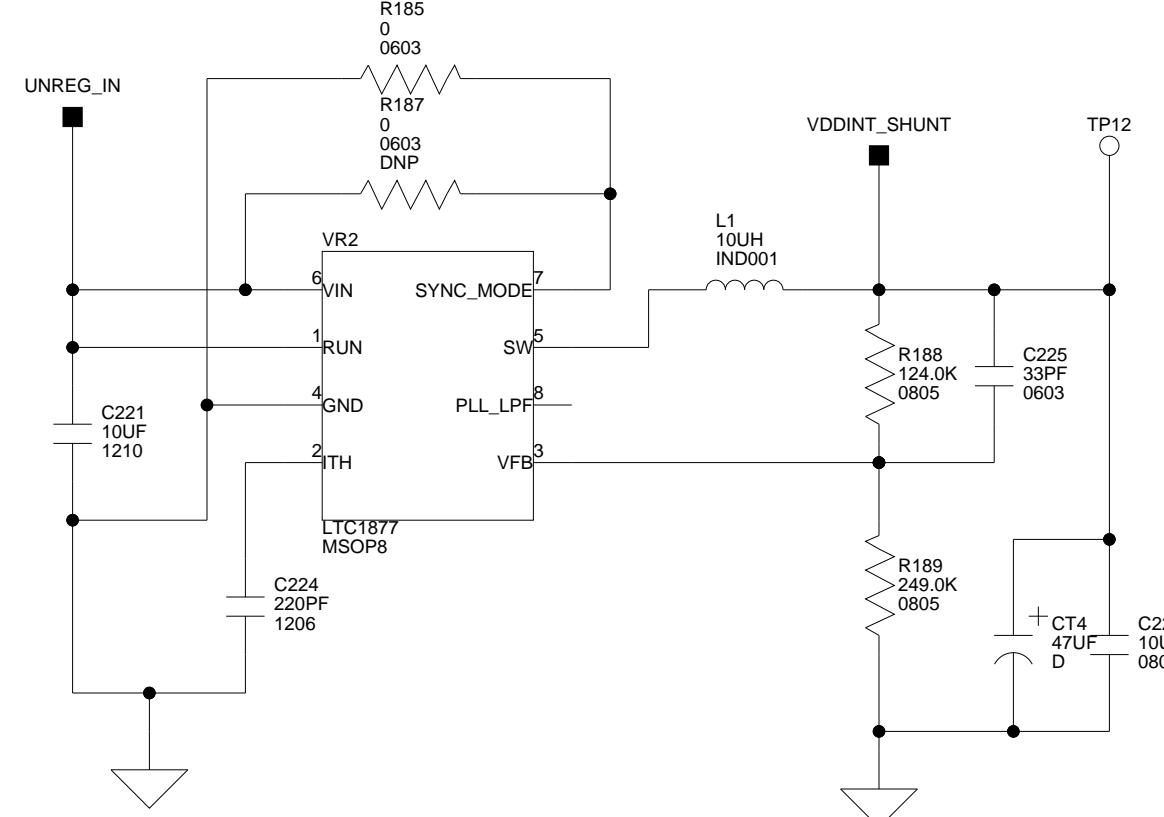 R185
0
0603
UNREG_IN
R187
0
0603
DNP
VDDINT_SHUNT
TP12
L1
10UH
IND001
VR2
6
VIN
SYNC_MODE
7
1
RUN
SW
5
4
GND
PLL_LPF
8
2
ITH
VFB
3
LTC1877
MSOP8
C221
10UF
1210
R188
124.0K
0805
C225
33PF
0603
C224
220PF
1206
R189
249.0K
0805
+
CT4
47UF
D